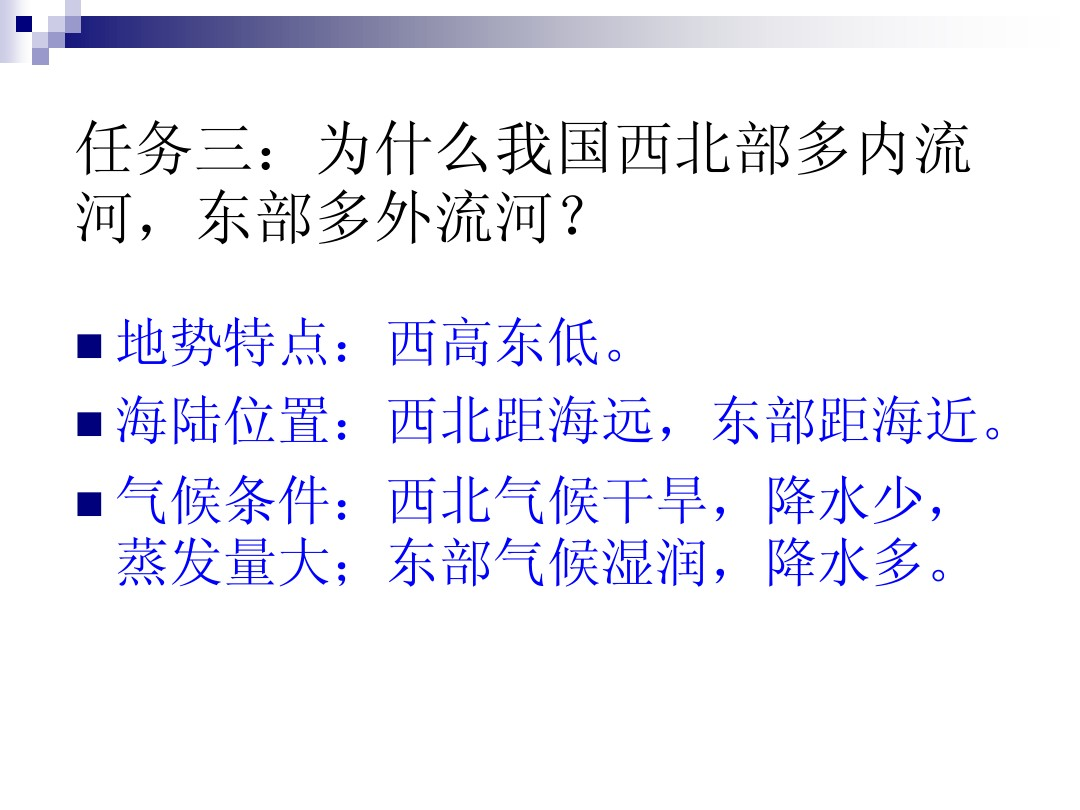 任务三：为什么我国西北部多内流
河，东部多外流河？
地势特点：西高东低。
海陆位置：西北距海远，东部距海近。
气候条件：西北气候干旱，降水少，
蒸发量大；东部气候湿润，降水多。